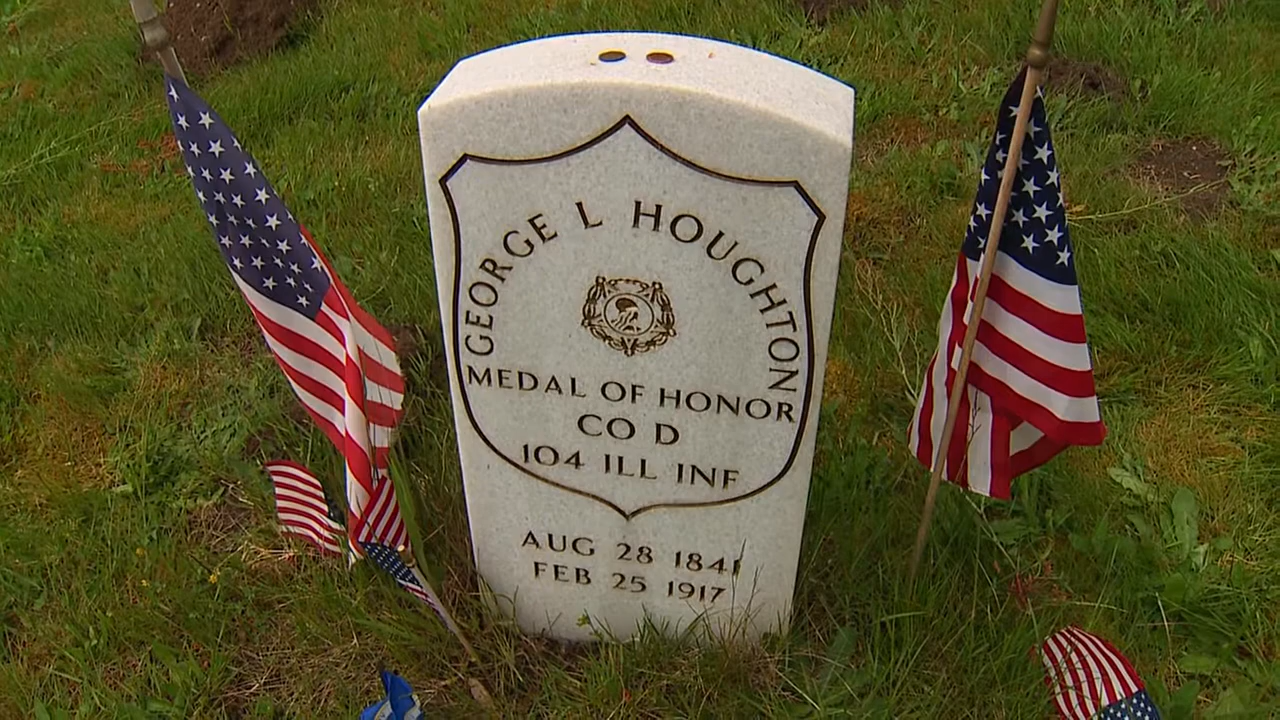 GEORGE L HOUGHTON
MEDAL OF HONOR
CO D
104 ILL INF
AUG 28 1841
FEB 25 1917